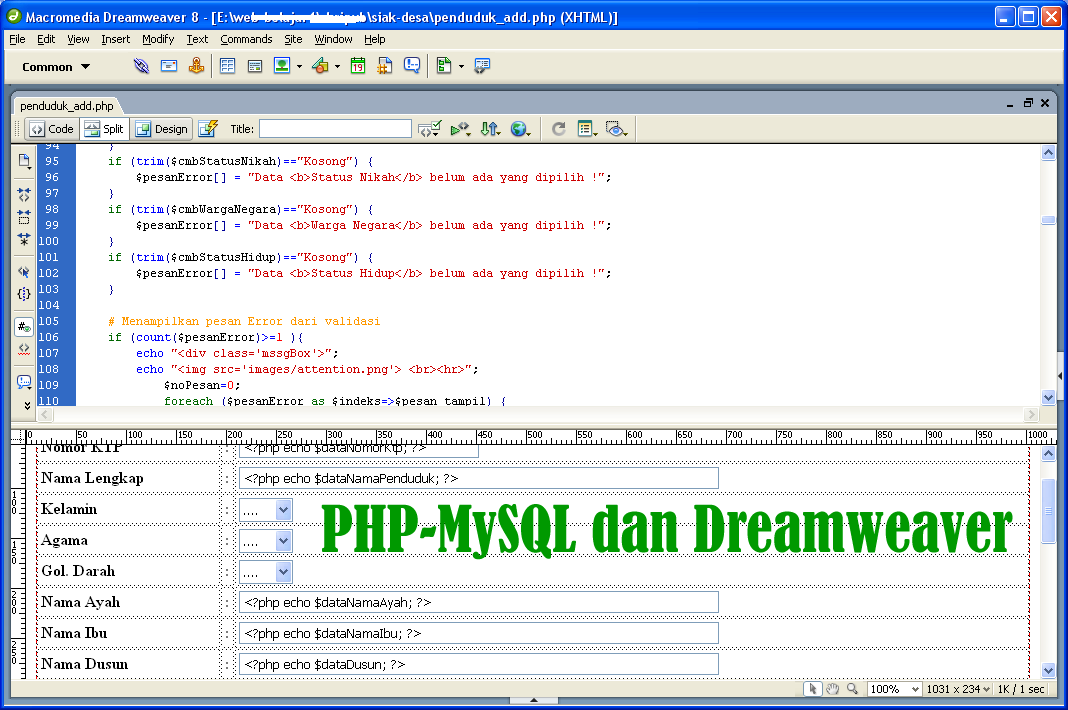 Macromedia Dreamweaver 8 - [E:\ \siak-desa\penduduk_add.php (XHTML)]
File Edit View Insert Modify Text Commands Site Window Help
Common
19
penduduk_add.php
Code Split Design Title:
94 }
95 if (trim($cmbStatusNikah)=="Kosong") {
96 $pesanError[] = "Data <b>Status Nikah</b> belum ada yang dipilih !";
97 }
98 if (trim($cmbWargaNegara)=="Kosong") {
99 $pesanError[] = "Data <b>Warga Negara</b> belum ada yang dipilih !";
100 }
101 if (trim($cmbStatusHidup)=="Kosong") {
102 $pesanError[] = "Data <b>Status Hidup</b> belum ada yang dipilih !";
103 }
104
105 # Menampilkan pesan Error dari validasi
106 if (count($pesanError)>=1 ){
107 echo "<div class='mssgBox'>";
108 echo "<img src='images/attention.png'> <br><hr>";
109 $noPesan=0;
110 foreach ($pesanError as $indeks=>$pesan_tampil) {
0 50 100 150 200 250 300 350 400 450 500 550 600 650 700 750 800 850 900 950 1000
Nomor KTP : <?php echo $dataNomorKtp; ?>
Nama Lengkap : <?php echo $dataNamaPenduduk; ?>
Kelamin : ....
PHP-MySQL dan Dreamweaver
Agama : ....
Gol. Darah : ....
Nama Ayah : <?php echo $dataNamaAyah; ?>
Nama Ibu : <?php echo $dataNamaIbu; ?>
Nama Dusun : <?php echo $dataDusun; ?>
100 150 200 250
100% 1031 x 234 1K / 1 sec